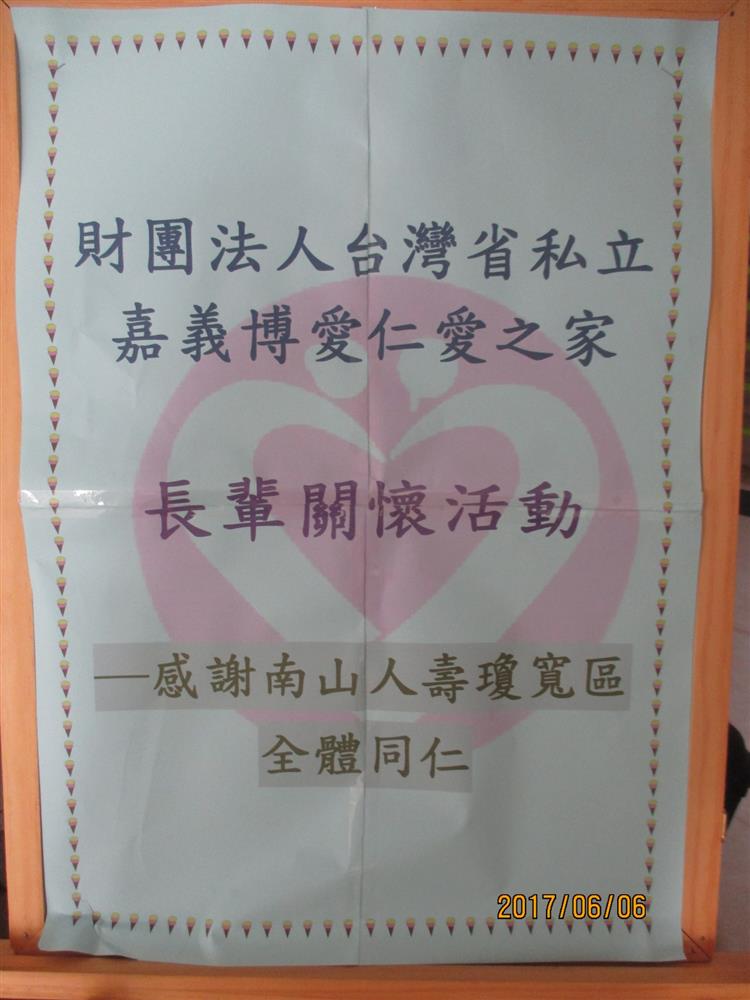 財團法人台灣省私立
嘉義博愛仁愛之家
長輩關懷活動
—感謝南山人壽瓊寬區
全體同仁
2017/06/06